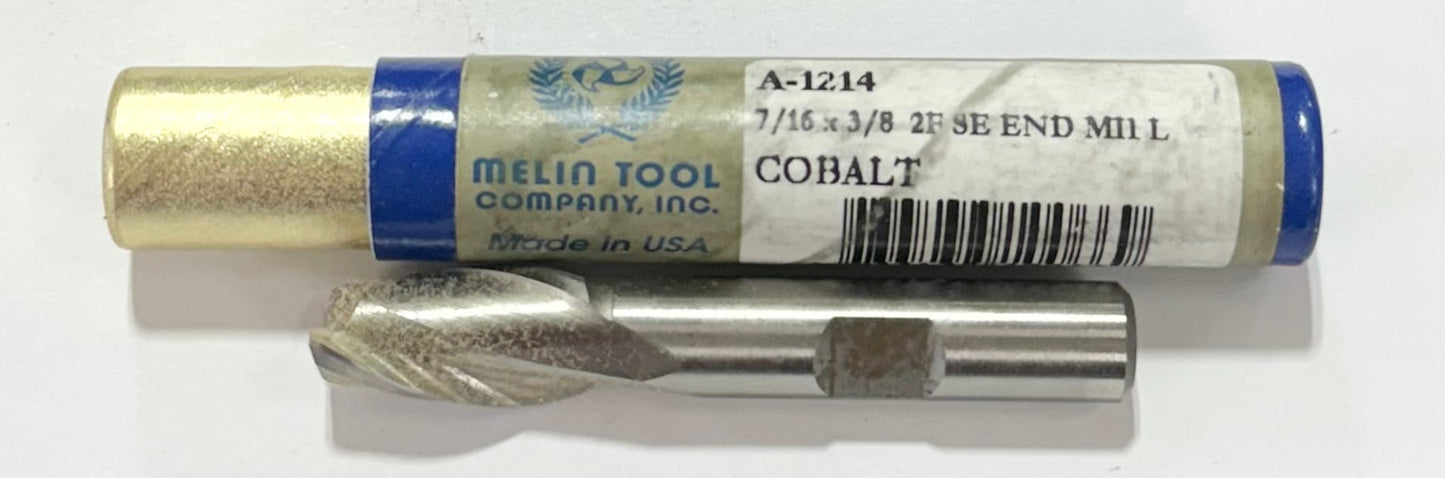 MELIN TOOL
COMPANY, INC.
Made in USA
A-1214
7/16 x 3/8 2F SE END MILL
COBALT